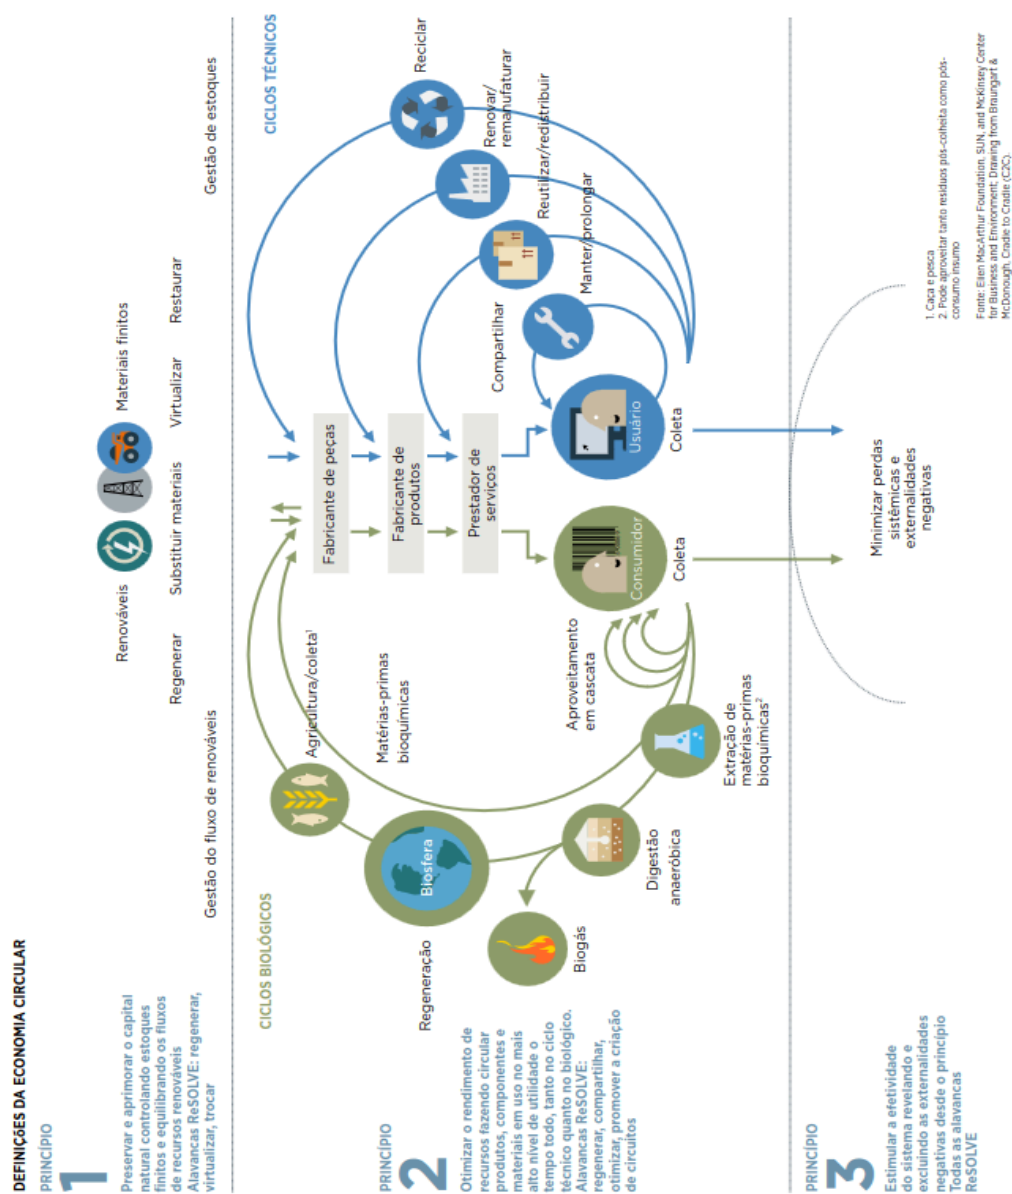 DEFINIÇÕES DA ECONOMIA CIRCULAR
PRINCÍPIO
1
Preservar e aprimorar o capital
natural controlando estoques
finitos e equilibrando os fluxos
de recursos renováveis
Alavancas ReSOLVE: regenerar,
virtualizar, trocar
Renováveis
Materiais finitos
Regenerar
Substituir materiais
Virtualizar
Restaurar
Gestão do fluxo de renováveis
Gestão de estoques
PRINCÍPIO
2
Otimizar o rendimento de
recursos fazendo circular
produtos, componentes e
materiais em uso no mais
alto nível de utilidade o
tempo todo, tanto no ciclo
técnico quanto no biológico.
Alavancas ReSOLVE:
regenerar, compartilhar,
otimizar, promover a criação
de circuitos
CICLOS BIOLÓGICOS
Regeneração
Biosfera
Biogás
Agricultura/coleta¹
Matérias-primas
bioquímicas
Digestão
anaeróbica
Extração de
matérias-primas
bioquímicas²
Aproveitamento
em cascata
Fabricante de peças
Fabricante de
produtos
Prestador de
serviços
Consumidor
Coleta
Usuário
Coleta
CICLOS TÉCNICOS
Compartilhar
Manter/prolongar
Reutilizar/redistribuir
Renovar/
remanufaturar
Reciclar
PRINCÍPIO
3
Estimular a efetividade
do sistema revelando e
excluindo as externalidades
negativas desde o princípio
Todas as alavancas
ReSOLVE
Minimizar perdas
sistêmicas e
externalidades
negativas
1. Caça e pesca
2. Pode aproveitar tanto resíduos pós-colheita como pós-
consumo insumo
Fonte: Ellen MacArthur Foundation, SUN, and McKinsey Center
for Business and Environment; Drawing from Braungart &
McDonough, Cradle to Cradle (C2C).